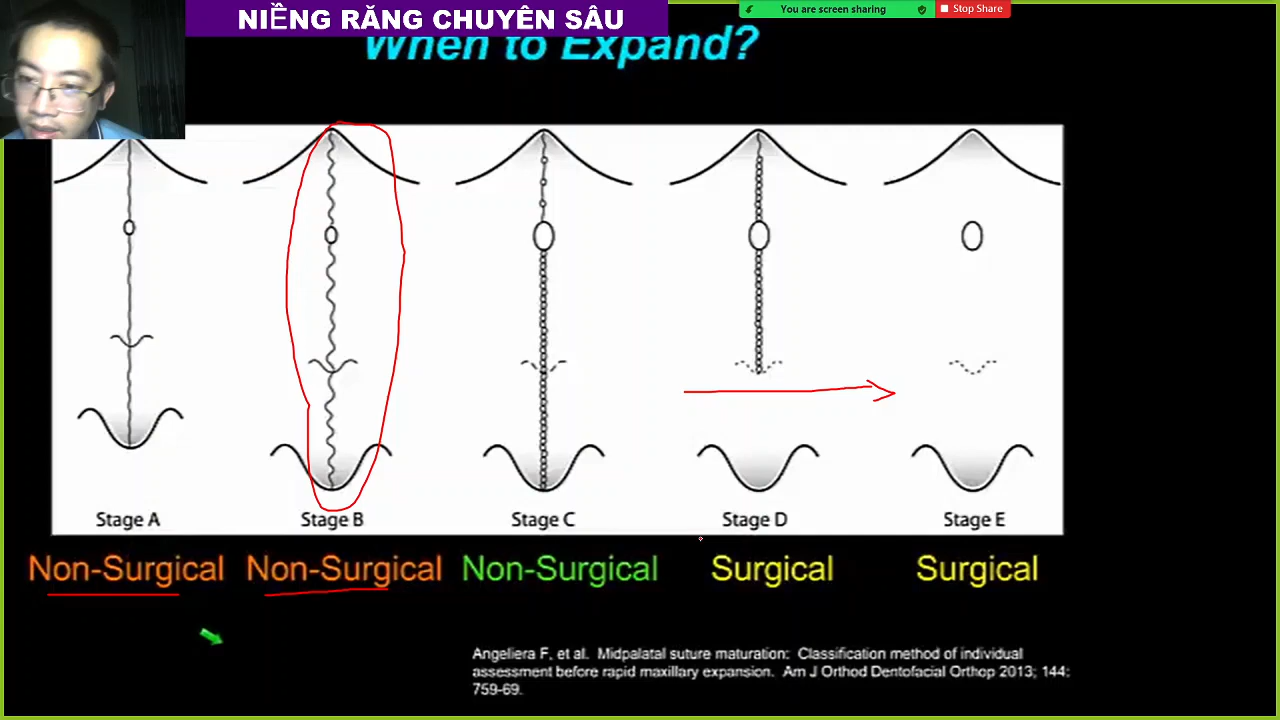 NIỀNG RĂNG CHUYÊN SÂU
You are screen sharing
Stop Share
When to Expand?
Stage A
Stage B
Stage C
Stage D
Stage E
Non-Surgical
Non-Surgical
Non-Surgical
Surgical
Surgical
Angeliera F, et al. Midpalatal suture maturation: Classification method of individual
assessment before rapid maxillary expansion. Am J Orthod Dentofacial Orthop 2013; 144:
759-69.